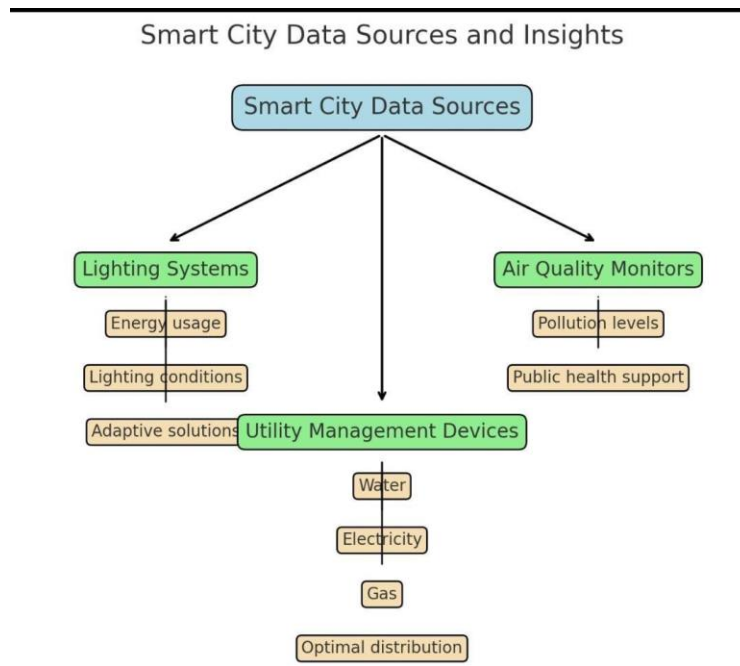 Smart City Data Sources and Insights
Smart City Data Sources
Lighting Systems
Energy usage
Lighting conditions
Adaptive solutions
Air Quality Monitors
Pollution levels
Public health support
Utility Management Devices
Water
Electricity
Gas
Optimal distribution